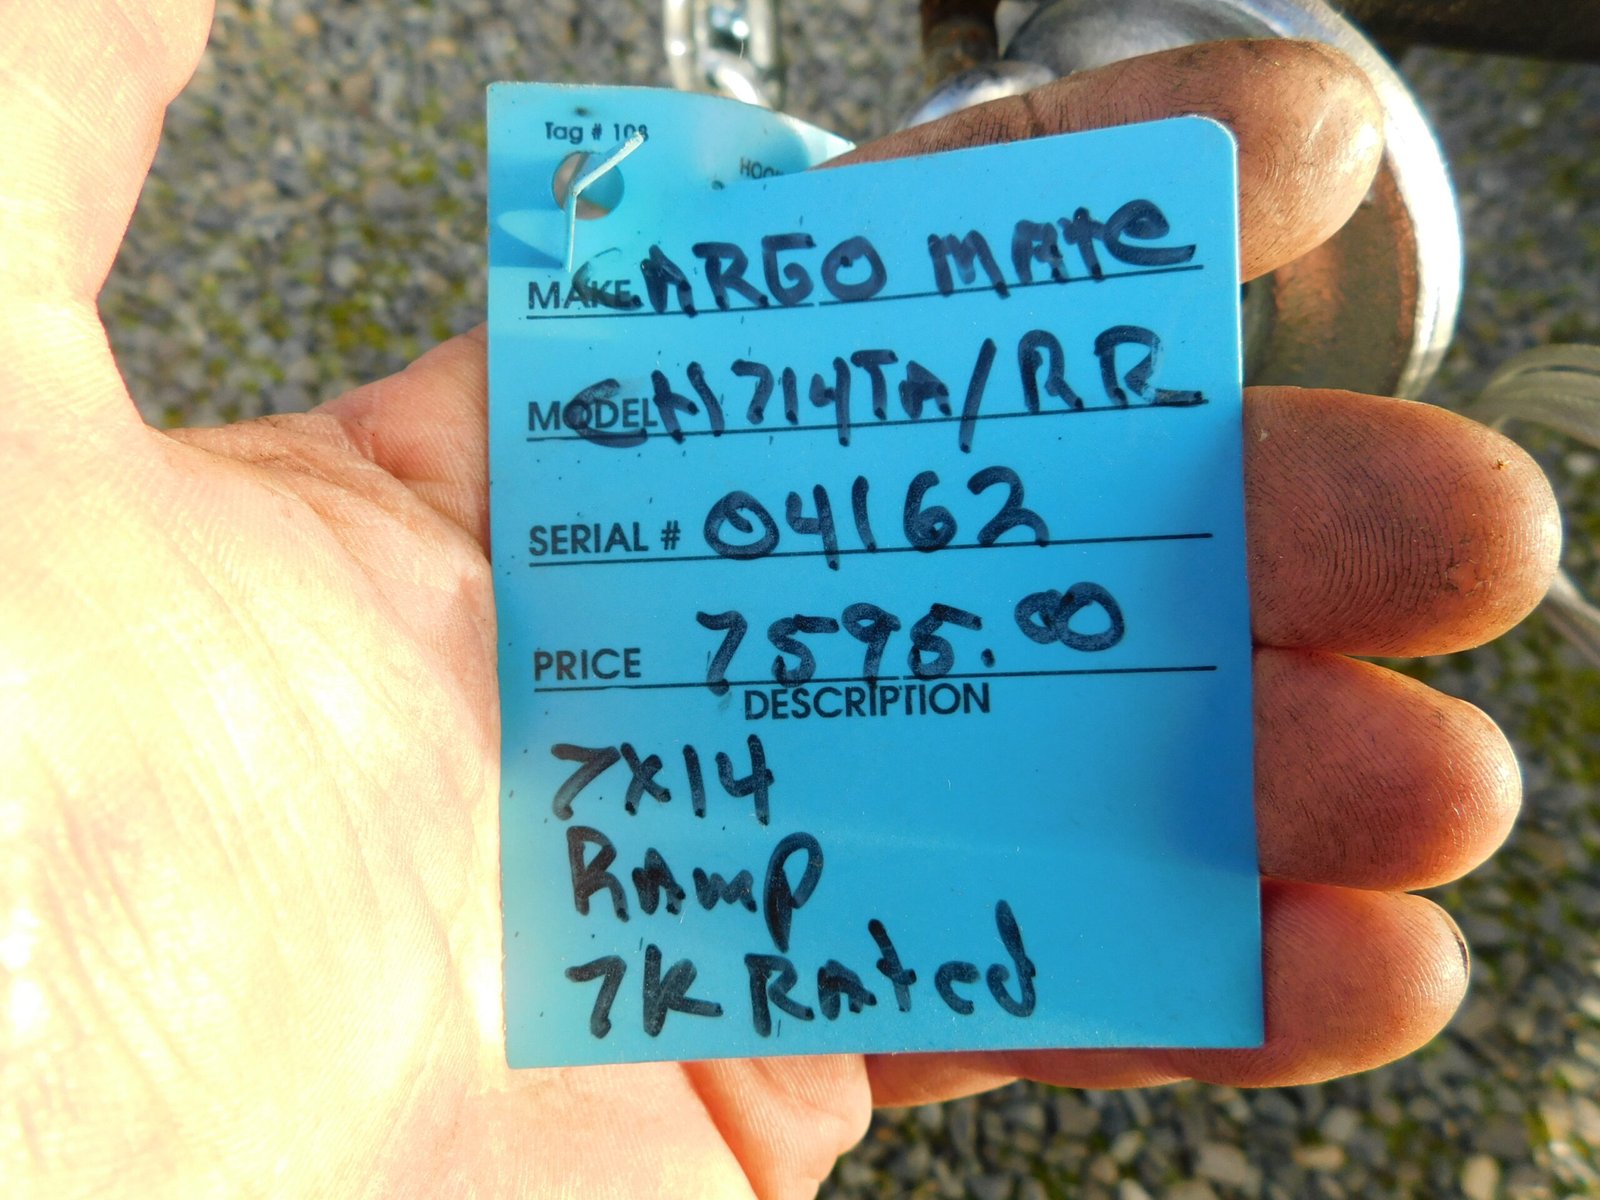 Tag # 108
MAKE CARGO MATE
MODEL CH714TA/RR
SERIAL # 04162
PRICE 7595.00
DESCRIPTION
7X14
RAMP
7K RATED